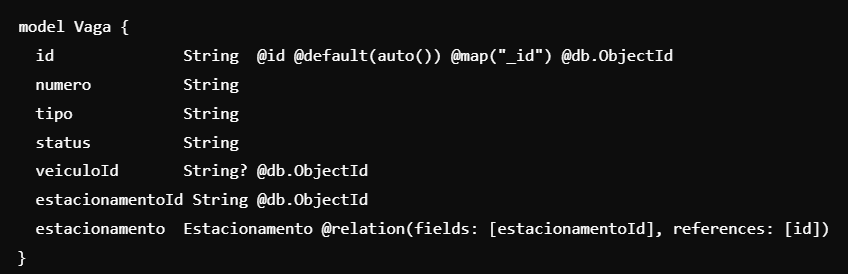 model Vaga {
  id              String  @id @default(auto()) @map("_id") @db.ObjectId
  numero          String
  tipo            String
  status          String
  veiculoId       String? @db.ObjectId
  estacionamentoId String @db.ObjectId
  estacionamento  Estacionamento @relation(fields: [estacionamentoId], references: [id])
}